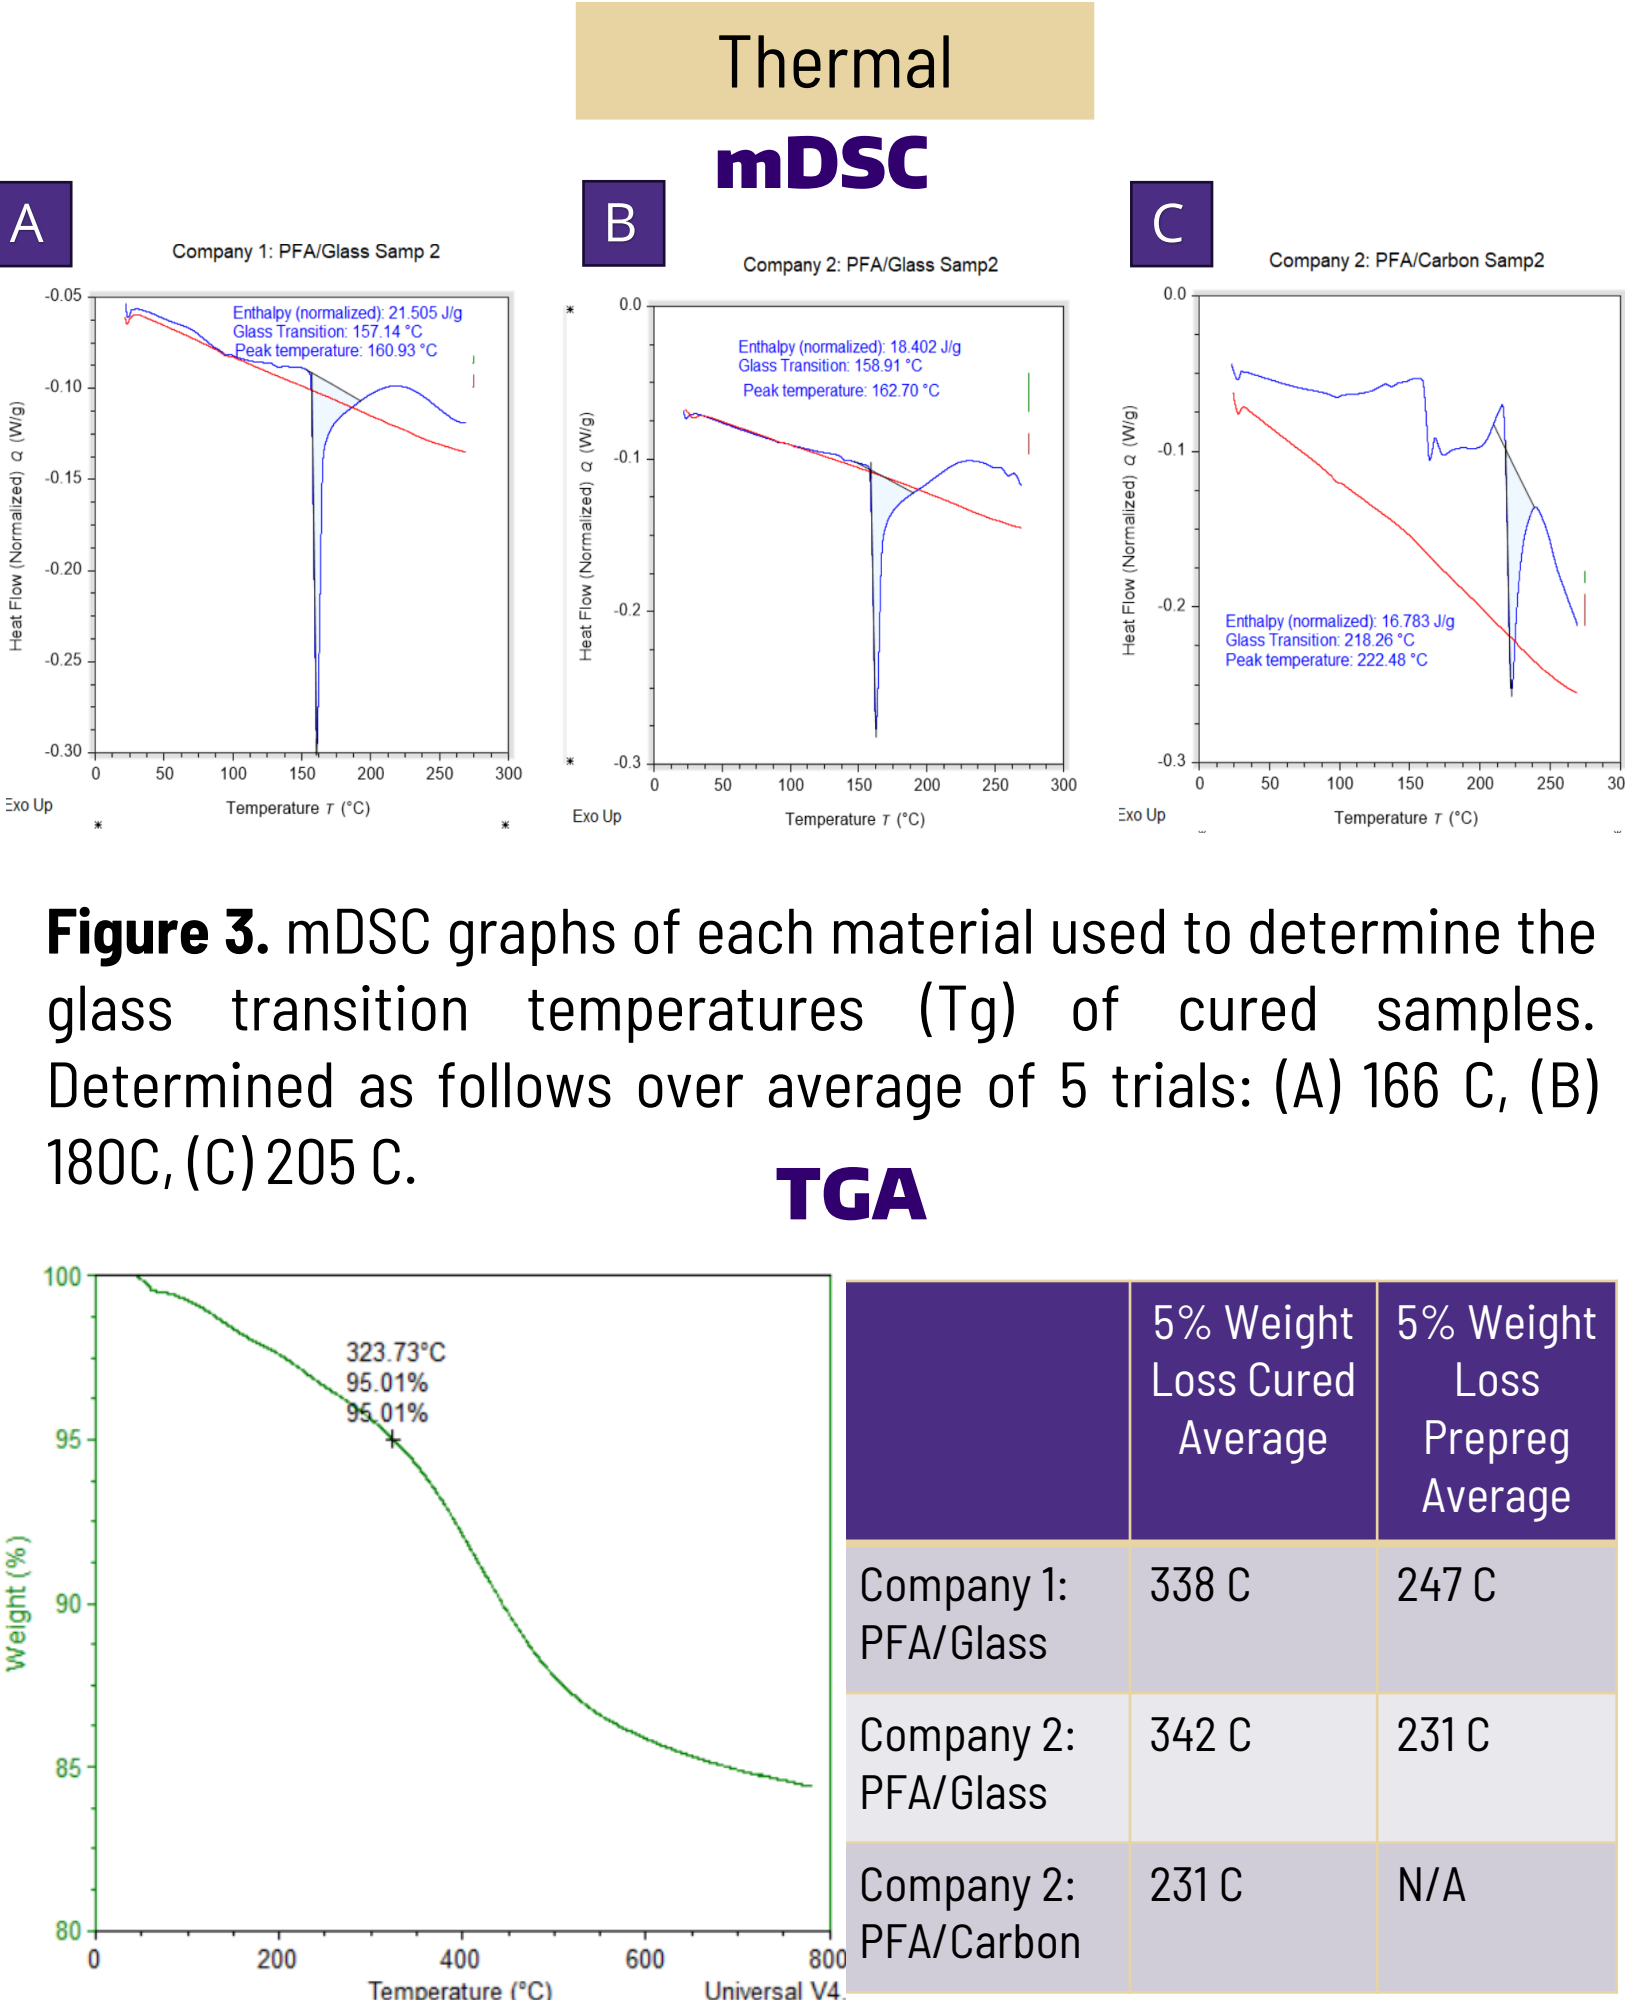 Thermal
mDSC
A
Company 1: PFA/Glass Samp 2
Enthalpy (normalized): 21.505 J/g
Glass Transition: 157.14 °C
Peak temperature: 160.93 °C
Heat Flow (Normalized) Q (W/g)
-0.05
-0.10
-0.15
-0.20
-0.25
-0.30
0 50 100 150 200 250 300
Exo Up
Temperature T (°C)
B
Company 2: PFA/Glass Samp2
Enthalpy (normalized): 18.402 J/g
Glass Transition: 158.91 °C
Peak temperature: 162.70 °C
Heat Flow (Normalized) Q (W/g)
0.0
-0.1
-0.2
-0.3
0 50 100 150 200 250 300
Exo Up
Temperature T (°C)
C
Company 2: PFA/Carbon Samp2
Heat Flow (Normalized) Q (W/g)
0.0
-0.1
-0.2
-0.3
Enthalpy (normalized): 16.783 J/g
Glass Transition: 218.26 °C
Peak temperature: 222.48 °C
0 50 100 150 200 250 30
Exo Up
Temperature T (°C)
Figure 3. mDSC graphs of each material used to determine the
glass transition temperatures (Tg) of cured samples.
Determined as follows over average of 5 trials: (A) 166 C, (B)
180C, (C) 205 C.
TGA
Weight (%)
100
95
90
85
80
323.73°C
95.01%
95.01%
0 200 400 600 800
Temperature (°C)
Universal V4.
5% Weight
Loss Cured
Average
5% Weight
Loss
Prepreg
Average
Company 1:
PFA/Glass
338 C
247 C
Company 2:
PFA/Glass
342 C
231 C
Company 2:
PFA/Carbon
231 C
N/A